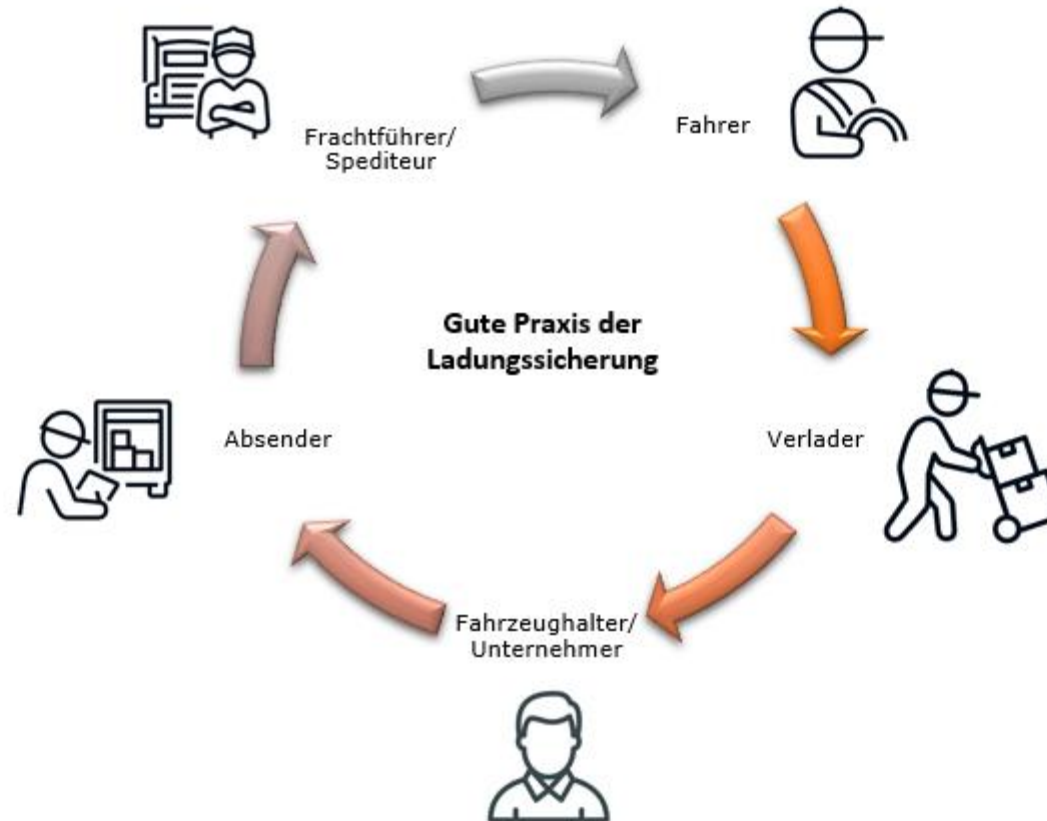 Frachtführer/
Spediteur
Fahrer
Gute Praxis der
Ladungssicherung
Absender
Verlader
Fahrzeughalter/
Unternehmer